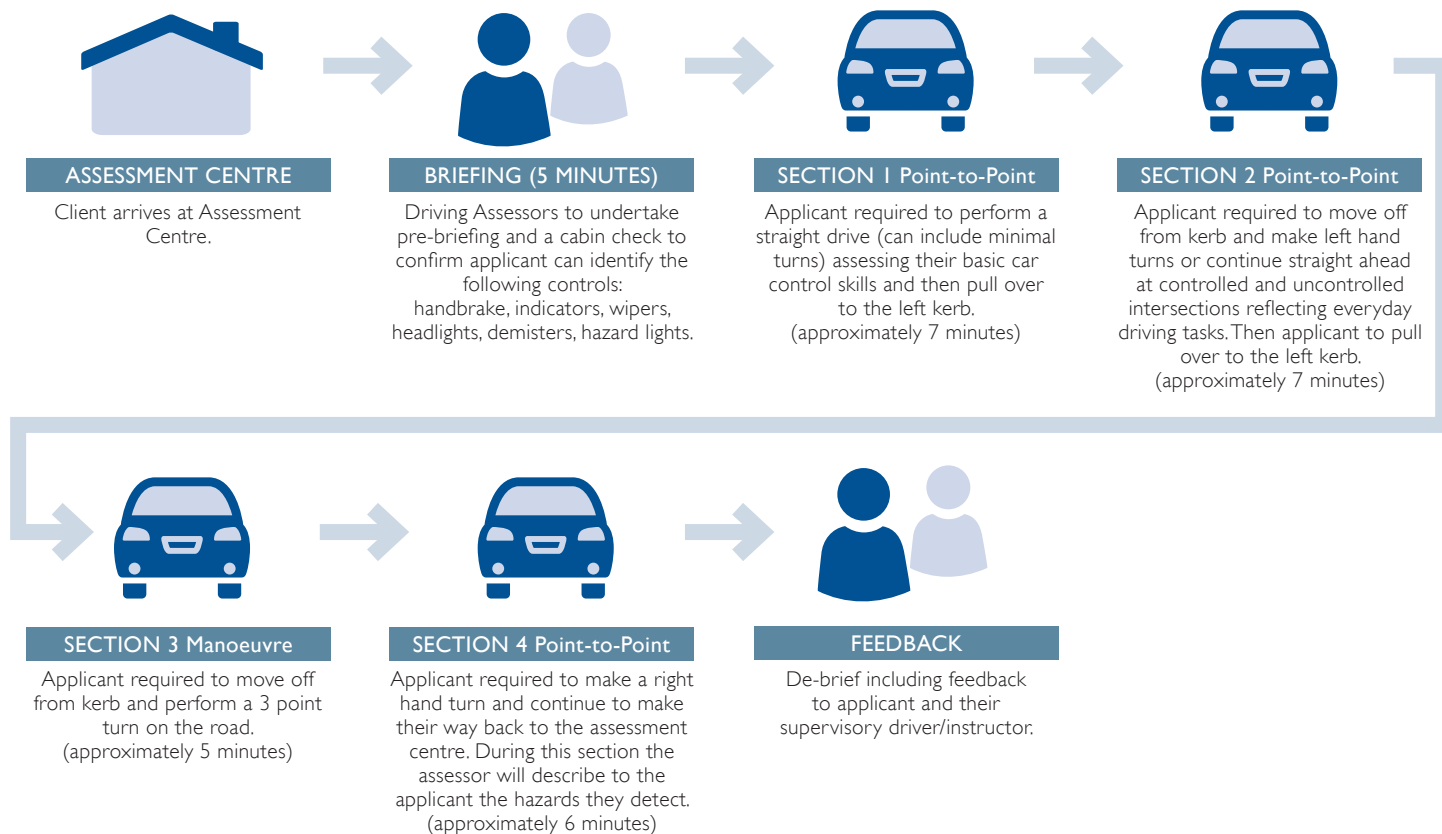 ASSESSMENT CENTRE
Client arrives at Assessment
Centre.
BRIEFING (5 MINUTES)
Driving Assessors to undertake
pre-briefing and a cabin check to
confirm applicant can identify the
following controls:
handbrake, indicators, wipers,
headlights, demisters, hazard lights.
SECTION 1 Point-to-Point
Applicant required to perform a
straight drive (can include minimal
turns) assessing their basic car
control skills and then pull over
to the left kerb.
(approximately 7 minutes)
SECTION 2 Point-to-Point
Applicant required to move off
from kerb and make left hand
turns or continue straight ahead
at controlled and uncontrolled
intersections reflecting everyday
driving tasks. Then applicant to pull
over to the left kerb.
(approximately 7 minutes)
SECTION 3 Manoeuvre
Applicant required to move off
from kerb and perform a 3 point
turn on the road.
(approximately 5 minutes)
SECTION 4 Point-to-Point
Applicant required to make a right
hand turn and continue to make
their way back to the assessment
centre. During this section the
assessor will describe to the
applicant the hazards they detect.
(approximately 6 minutes)
FEEDBACK
De-brief including feedback
to applicant and their
supervisory driver/instructor.